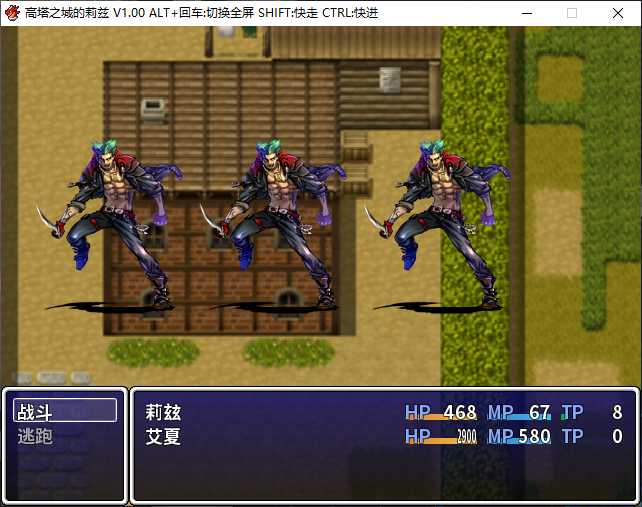 高塔之城的莉兹 V1.00 ALT+回车:切换全屏 SHIFT:快走 CTRL:快进
战斗
逃跑
莉兹 HP 468 MP 67 TP 8
艾夏 HP 2900 MP 580 TP 0